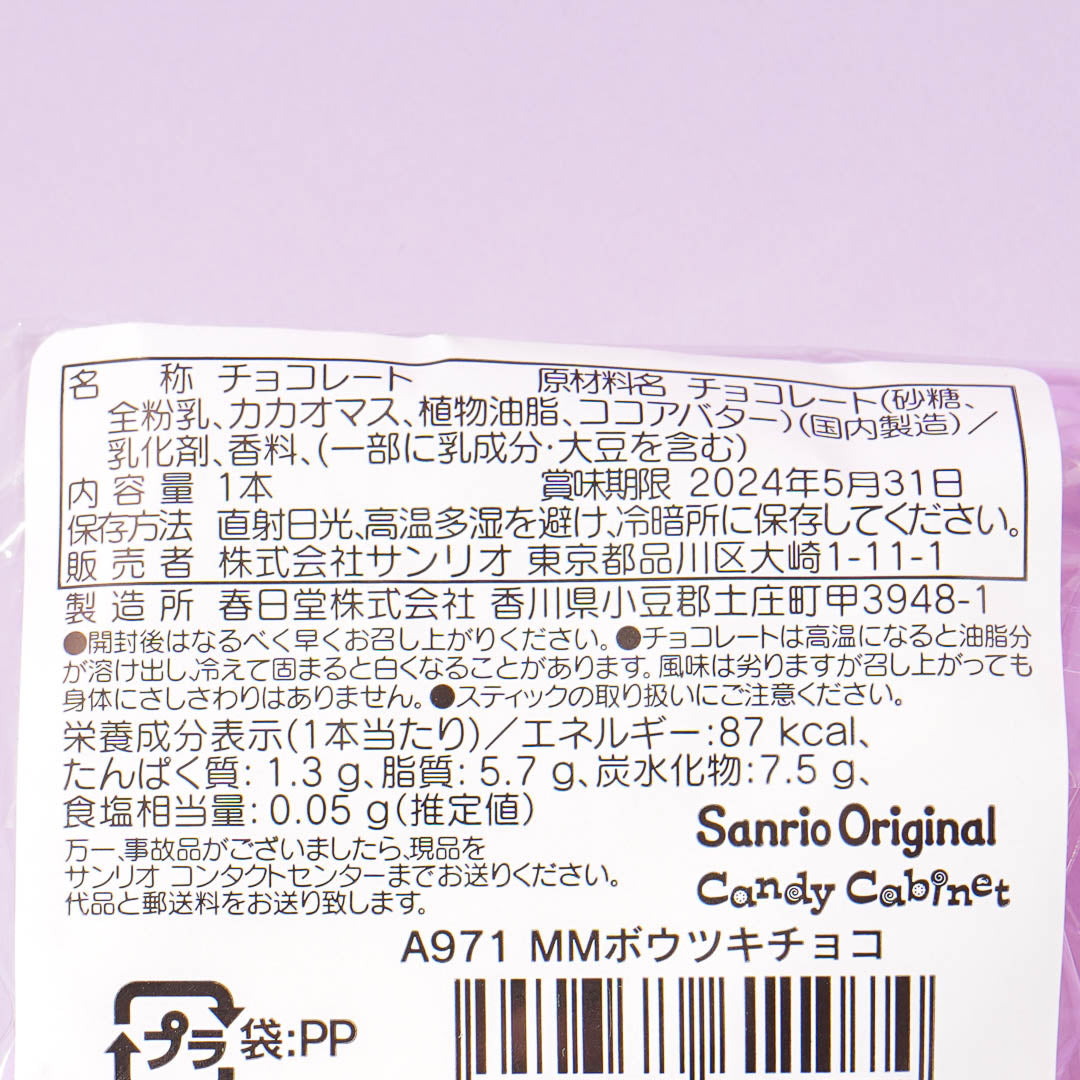 名　称 チョコレート　原材料名 チョコレート(砂糖、
全粉乳、カカオマス、植物油脂、ココアバター)(国内製造)／
乳化剤、香料、(一部に乳成分・大豆を含む)
内容量 1本　賞味期限 2024年5月31日
保存方法 直射日光、高温多湿を避け、冷暗所に保存してください。
販売者 株式会社サンリオ 東京都品川区大崎1-11-1
製造所 春日堂株式会社 香川県小豆郡土庄町甲3948-1
●開封後はなるべく早くお召し上がりください。●チョコレートは高温になると油脂分
が溶け出し、冷えて固まると白くなることがあります。風味は劣りますが召し上がっても
身体にさしさわりはありません。●スティックの取り扱いにご注意ください。
栄養成分表示(1本当たり)／エネルギー:87 kcal、
たんぱく質: 1.3 g、脂質: 5.7 g、炭水化物:7.5 g、
食塩相当量: 0.05 g(推定値)
万一、事故品がございましたら、現品を
サンリオ コンタクトセンターまでお送りください。
代品と郵送料をお送り致します。
Sanrio Original
Candy Cabinet
A971 MMボウツキチョコ
プラ 袋:PP